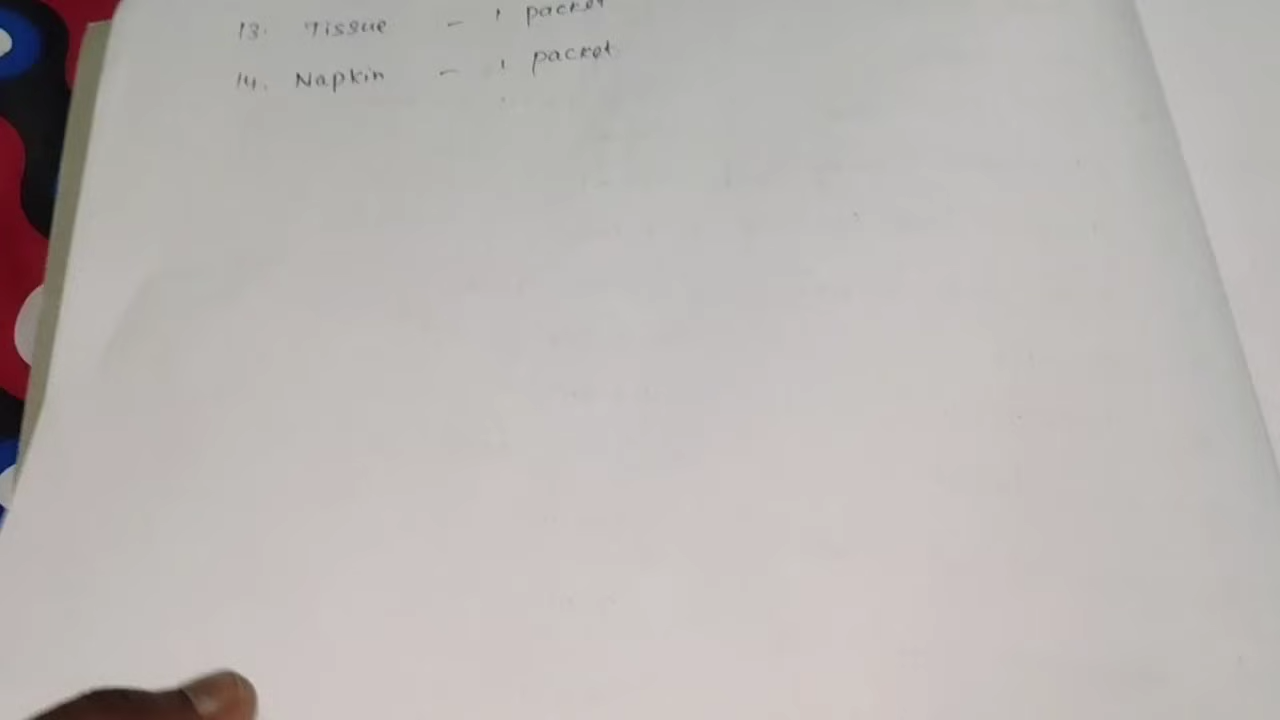 13. Tissue - 1 packet
14. Napkin - 1 packet